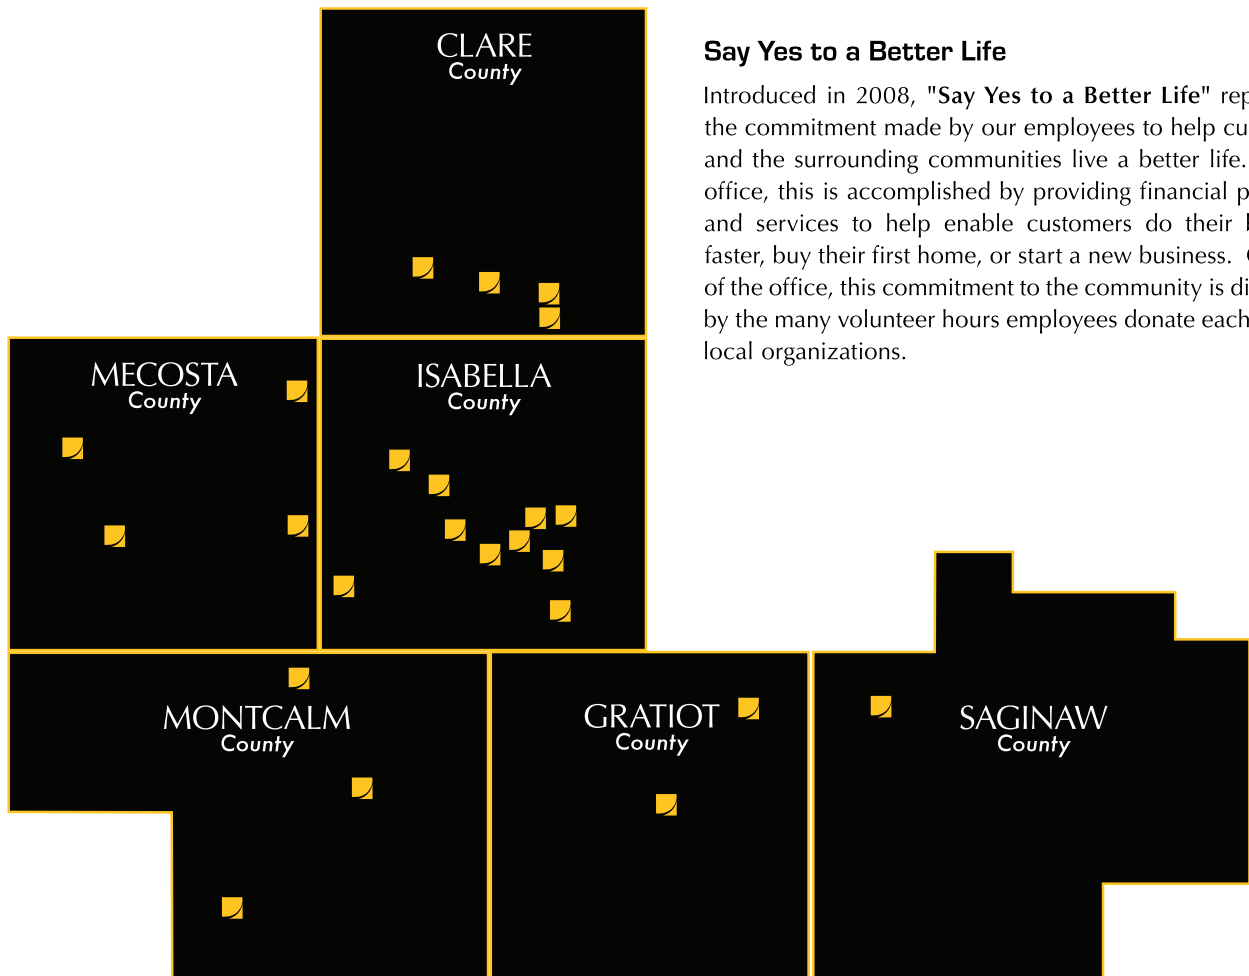 CLARE
County
Say Yes to a Better Life
Introduced in 2008, "Say Yes to a Better Life"
the commitment made by our employees to help
and the surrounding communities live a better life.
office, this is accomplished by providing financial
and services to help enable customers do their
faster, buy their first home, or start a new business.
of the office, this commitment to the community is
by the many volunteer hours employees donate each
local organizations.
MECOSTA
County
ISABELLA
County
MONTCALM
County
GRATIOT
County
SAGINAW
County